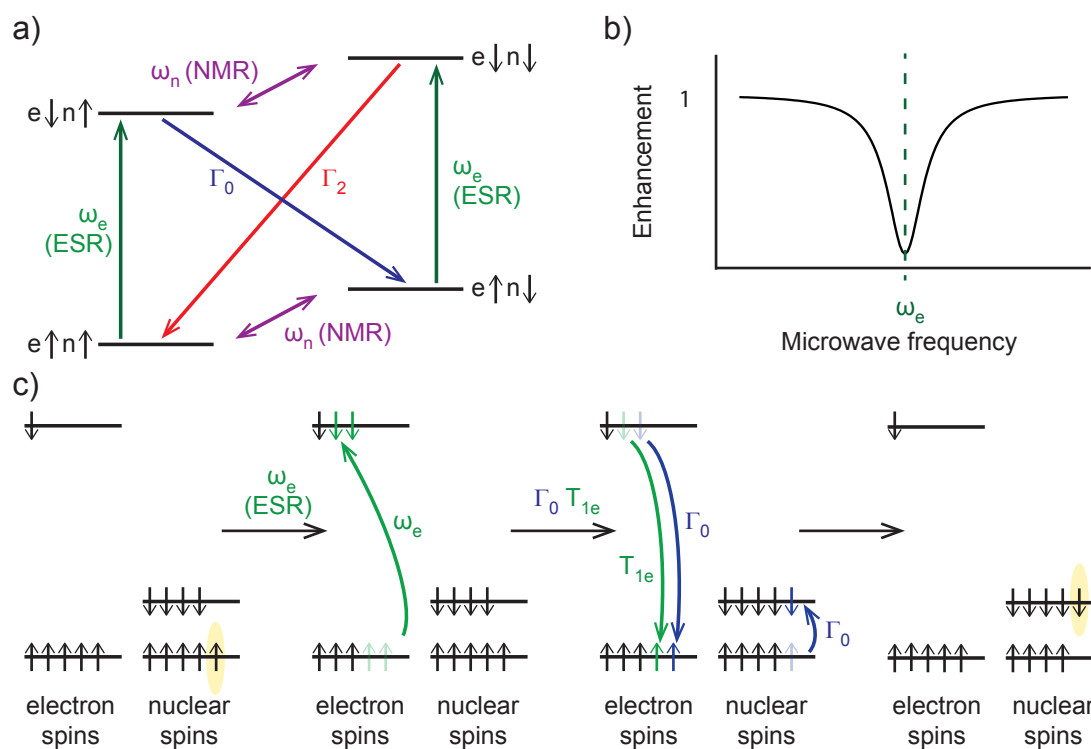 a)
ωn (NMR)
e↓n↓
e↓n↑
Γ0
Γ2
ωe
(ESR)
ωe
(ESR)
e↑n↓
ωn (NMR)
e↑n↑
b)
1
Enhancement
ωe
Microwave frequency
c)
ωe
(ESR)
ωe
Γ0 T1e
T1e
Γ0
Γ0
electron
spins
nuclear
spins
electron
spins
nuclear
spins
electron
spins
nuclear
spins
electron
spins
nuclear
spins